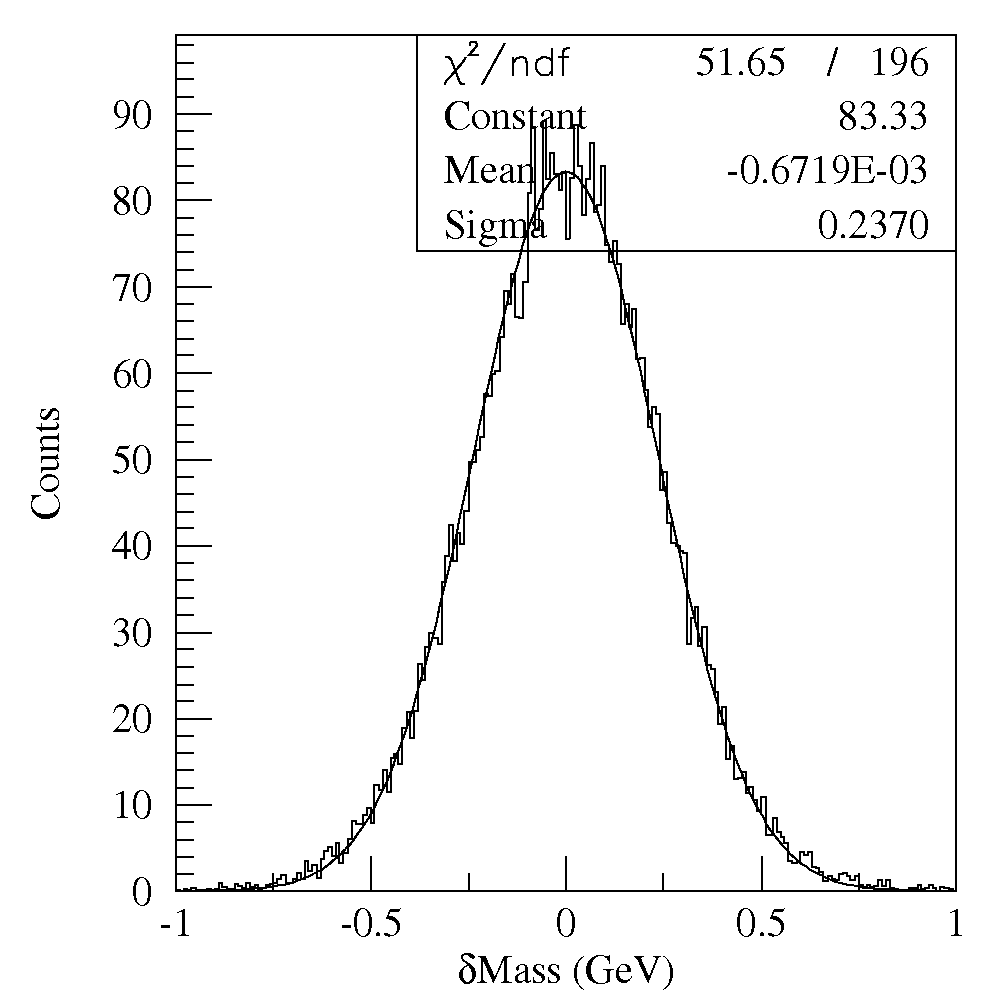 χ²/ndf 51.65 / 196
Constant 83.33
Mean -0.6719E-03
Sigma 0.2370
90
80
70
60
50
40
30
20
10
0
Counts
-1 -0.5 0 0.5 1
δMass (GeV)